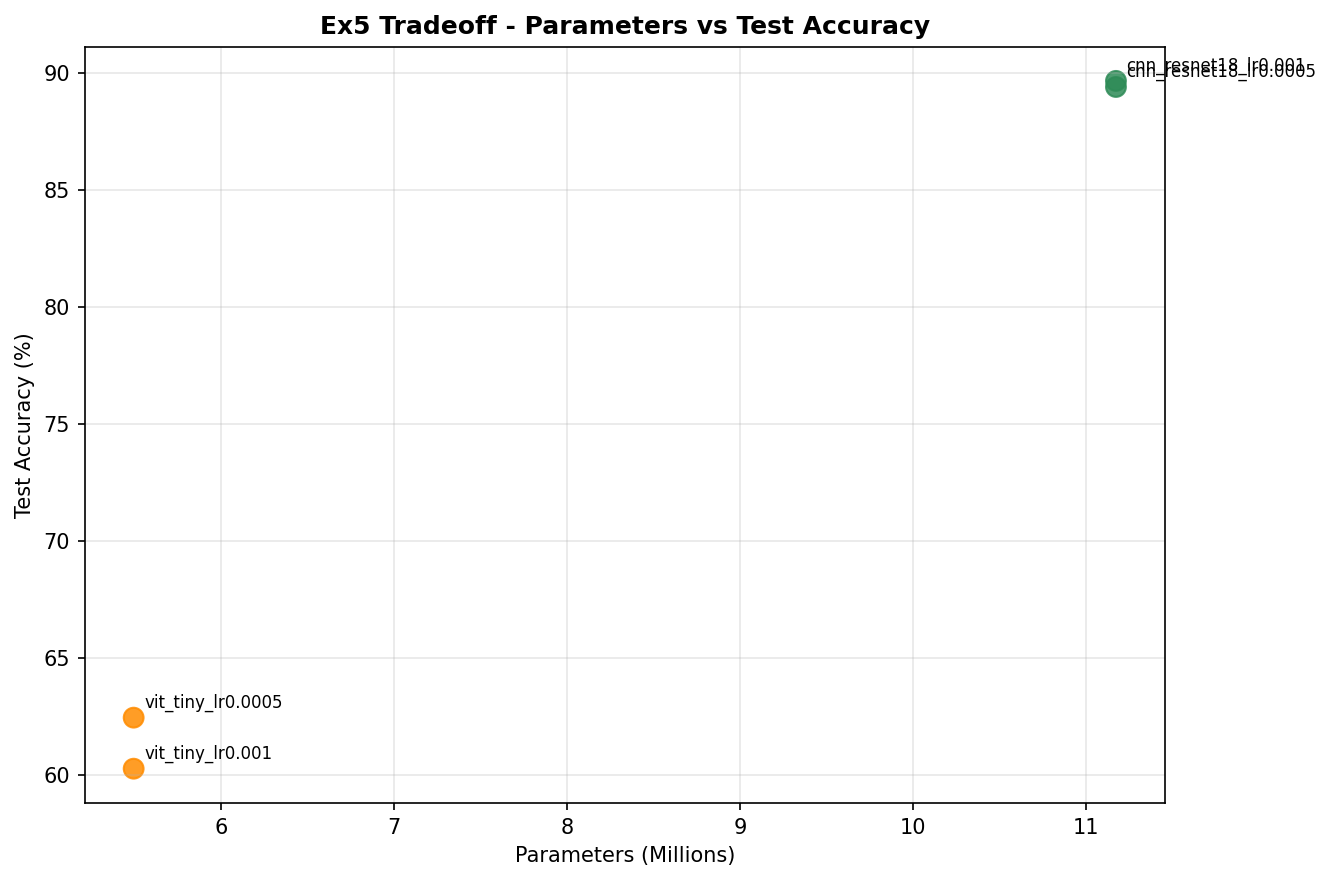 Ex5 Tradeoff - Parameters vs Test Accuracy
cnn_resnet18_lr0.001
cnn_resnet18_lr0.0005
90
85
80
75
70
65
60
Test Accuracy (%)
vit_tiny_lr0.0005
vit_tiny_lr0.001
6 7 8 9 10 11
Parameters (Millions)